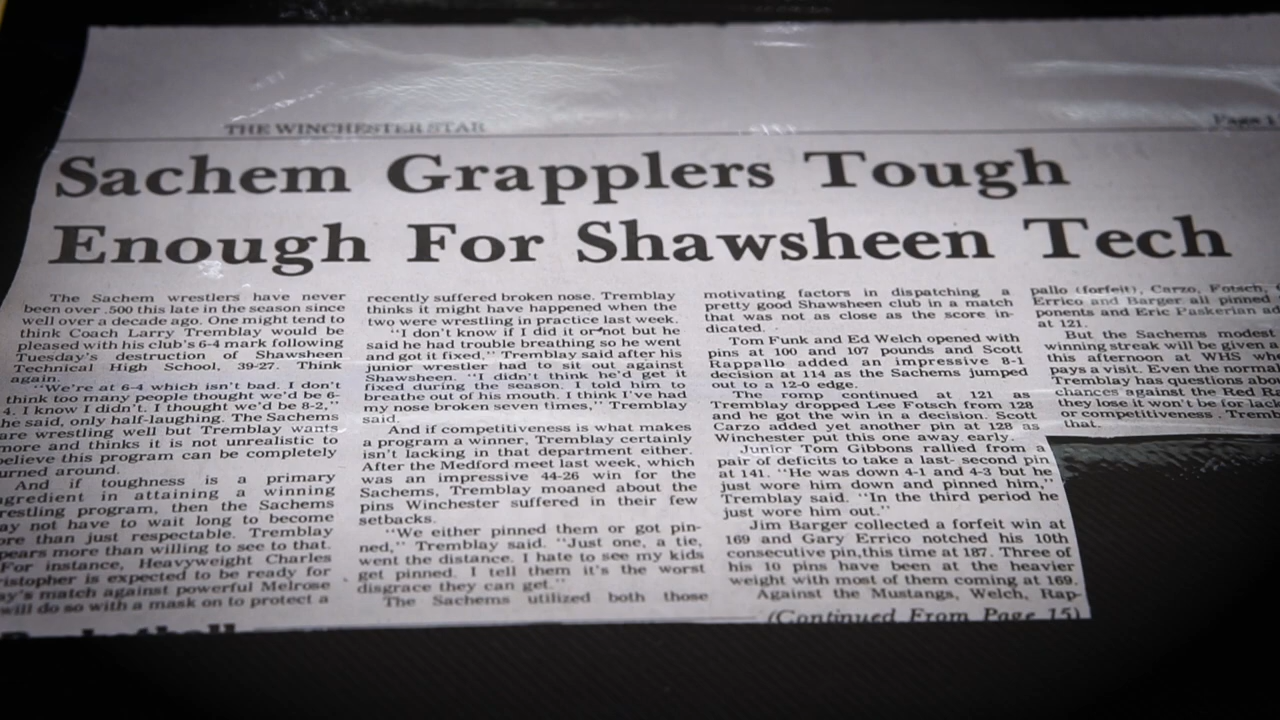 THE WINCHESTER STAR
Page 1
Sachem Grapplers Tough
Enough For Shawsheen Tech
The Sachem wrestlers have never
been over .500 this late in the season since
well over a decade ago. One might tend to
think Coach Larry Tremblay would be
pleased with his club's 6-4 mark following
Tuesday's destruction of Shawsheen
Technical High School, 39-27. Think
again.
"We're at 6-4 which isn't bad. I don't
think too many people thought we'd be 6-
4. I know I didn't. I thought we'd be 8-2,"
he said, only half-laughing. The Sachems
are wrestling well but Tremblay wants
more and thinks it is not unrealistic to
believe this program can be completely
urned around.
And if toughness is a primary
gredient in attaining a winning
restling program, then the Sachems
ay not have to wait long to become
ore than just respectable. Tremblay
pears more than willing to see to that.
For instance, Heavyweight Charles
ristopher is expected to be ready for
ay's match against powerful Melrose
will do so with a mask on to protect a
recently suffered broken nose. Tremblay
thinks it might have happened when the
two were wrestling in practice last week.
"I don't know if I did it or not but he
said he had trouble breathing so he went
and got it fixed," Tremblay said after his
junior wrestler had to sit out against
Shawsheen. "I didn't think he'd get it
fixed during the season. I told him to
breathe out of his mouth. I think I've had
my nose broken seven times," Tremblay
said.
And if competitiveness is what makes
a program a winner, Tremblay certainly
isn't lacking in that department either.
After the Medford meet last week, which
was an impressive 44-26 win for the
Sachems, Tremblay moaned about the
pins Winchester suffered in their few
setbacks.
"We either pinned them or got pin-
ned," Tremblay said. "Just one, a tie,
went the distance. I hate to see my kids
get pinned. I tell them it's the worst
disgrace they can get."
The Sachems utilized both those
motivating factors in dispatching a
pretty good Shawsheen club in a match
that was not as close as the score in-
dicated.
Tom Funk and Ed Welch opened with
pins at 100 and 107 pounds and Scott
Rappallo added an impressive 8-1
decision at 114 as the Sachems jumped
out to a 12-0 edge.
The romp continued at 121 as
Tremblay dropped Lee Fotsch from 128
and he got the win in a decision. Scott
Carzo added yet another pin at 128 as
Winchester put this one away early.
Junior Tom Gibbons rallied from a
pair of deficits to take a last- second pin
at 141. "He was down 4-1 and 4-3 but he
just wore him down and pinned him,"
Tremblay said. "In the third period he
just wore him out."
Jim Barger collected a forfeit win at
169 and Gary Errico notched his 10th
consecutive pin,this time at 187. Three of
his 10 pins have been at the heavier
weight with most of them coming at 169.
Against the Mustangs, Welch, Rap-
(Continued From Page 15)
pallo (forfeit), Carzo, Fotsch,
Errico and Barger all pinned
ponents and Eric Paskerian ad
at 121.
But the Sachems modest
winning streak will be given a
this afternoon at WHS wh
pays a visit. Even the normal
Tremblay has questions abo
chances against the Red Ra
they lose it won't be for lack
or competitiveness . Tremb
that.